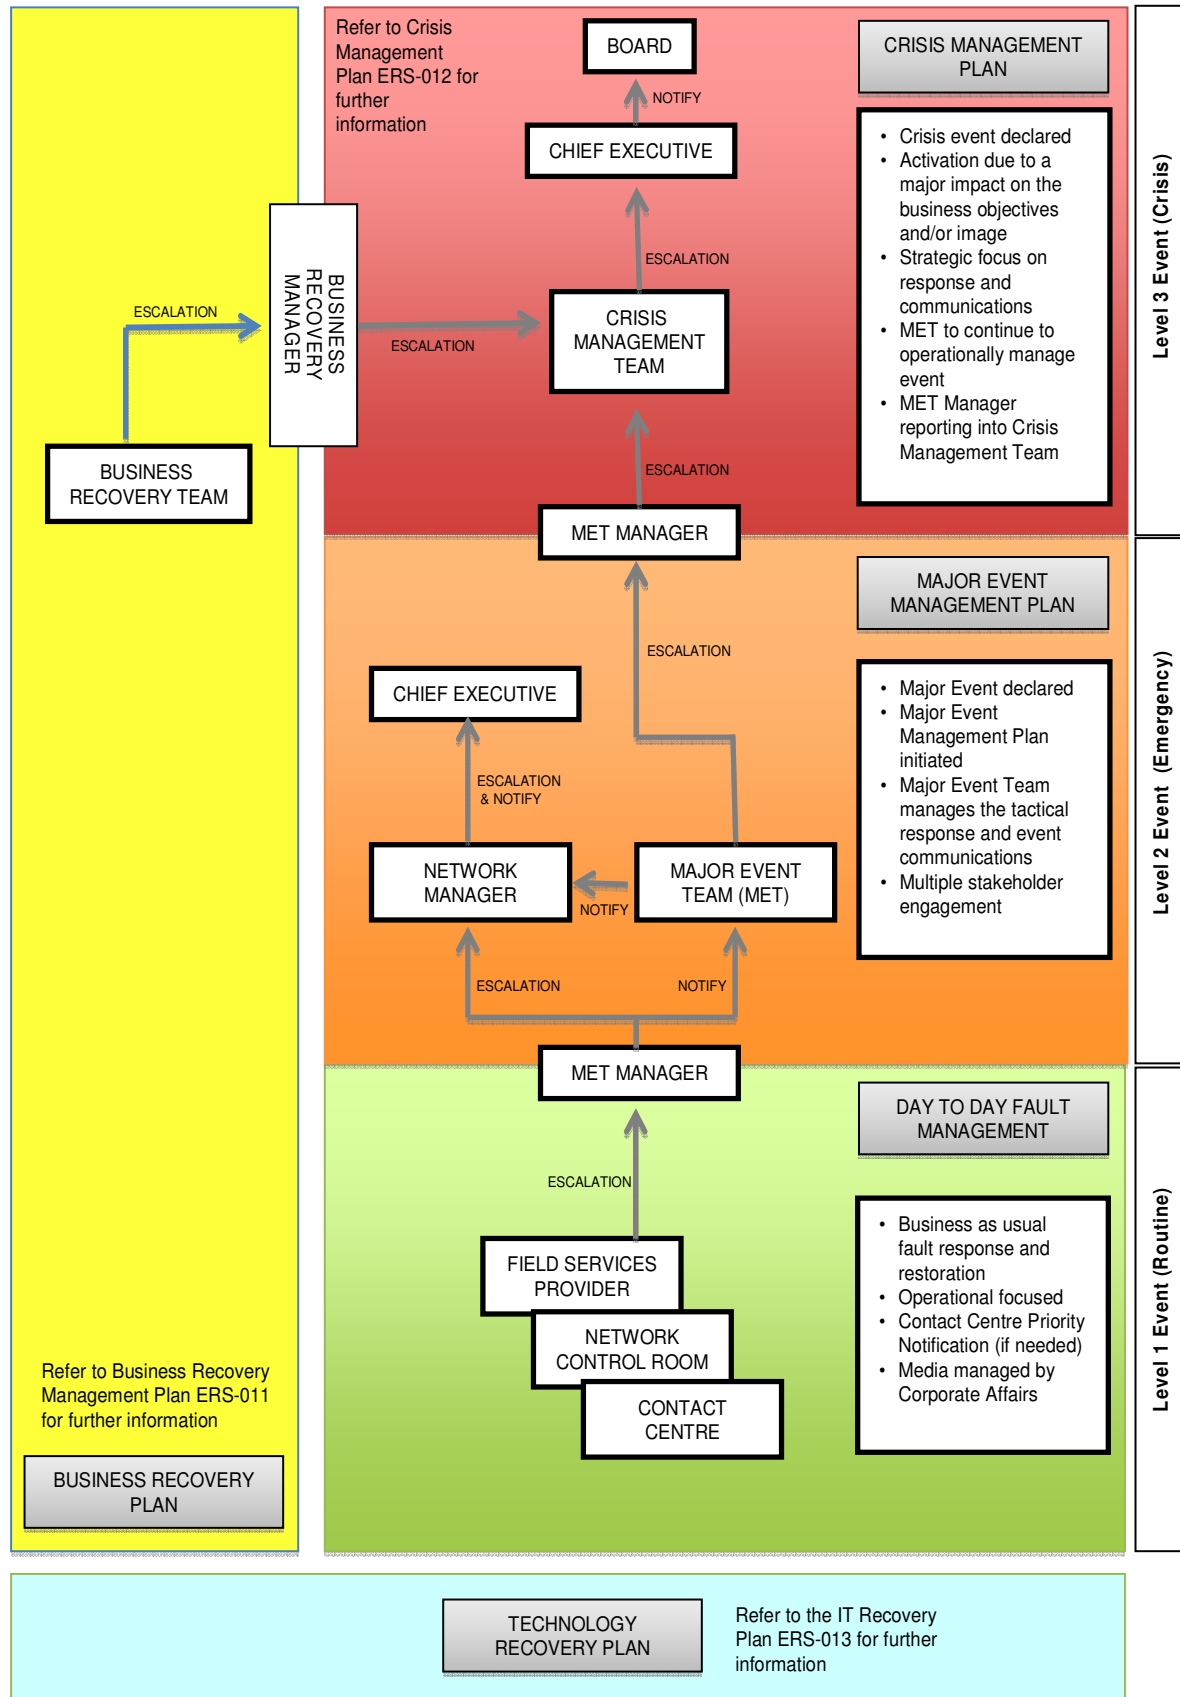 Refer to Crisis
Management
Plan ERS-012 for
further
information
BOARD
NOTIFY
CHIEF EXECUTIVE
ESCALATION
CRISIS
MANAGEMENT
TEAM
ESCALATION
BUSINESS
RECOVERY
MANAGER
ESCALATION
BUSINESS
RECOVERY TEAM
ESCALATION
MET MANAGER
CRISIS MANAGEMENT
PLAN
• Crisis event declared
• Activation due to a
major impact on the
business objectives
and/or image
• Strategic focus on
response and
communications
• MET to continue to
operationally manage
event
• MET Manager
reporting into Crisis
Management Team
Level 3 Event (Crisis)
ESCALATION
CHIEF EXECUTIVE
ESCALATION
& NOTIFY
NETWORK
MANAGER
NOTIFY
MAJOR EVENT
TEAM (MET)
ESCALATION
NOTIFY
MET MANAGER
MAJOR EVENT
MANAGEMENT PLAN
• Major Event declared
• Major Event
Management Plan
initiated
• Major Event Team
manages the tactical
response and event
communications
• Multiple stakeholder
engagement
Level 2 Event (Emergency)
ESCALATION
FIELD SERVICES
PROVIDER
NETWORK
CONTROL ROOM
CONTACT
CENTRE
DAY TO DAY FAULT
MANAGEMENT
• Business as usual
fault response and
restoration
• Operational focused
• Contact Centre Priority
Notification (if needed)
• Media managed by
Corporate Affairs
Level 1 Event (Routine)
Refer to Business Recovery
Management Plan ERS-011
for further information
BUSINESS RECOVERY
PLAN
TECHNOLOGY
RECOVERY PLAN
Refer to the IT Recovery
Plan ERS-013 for further
information